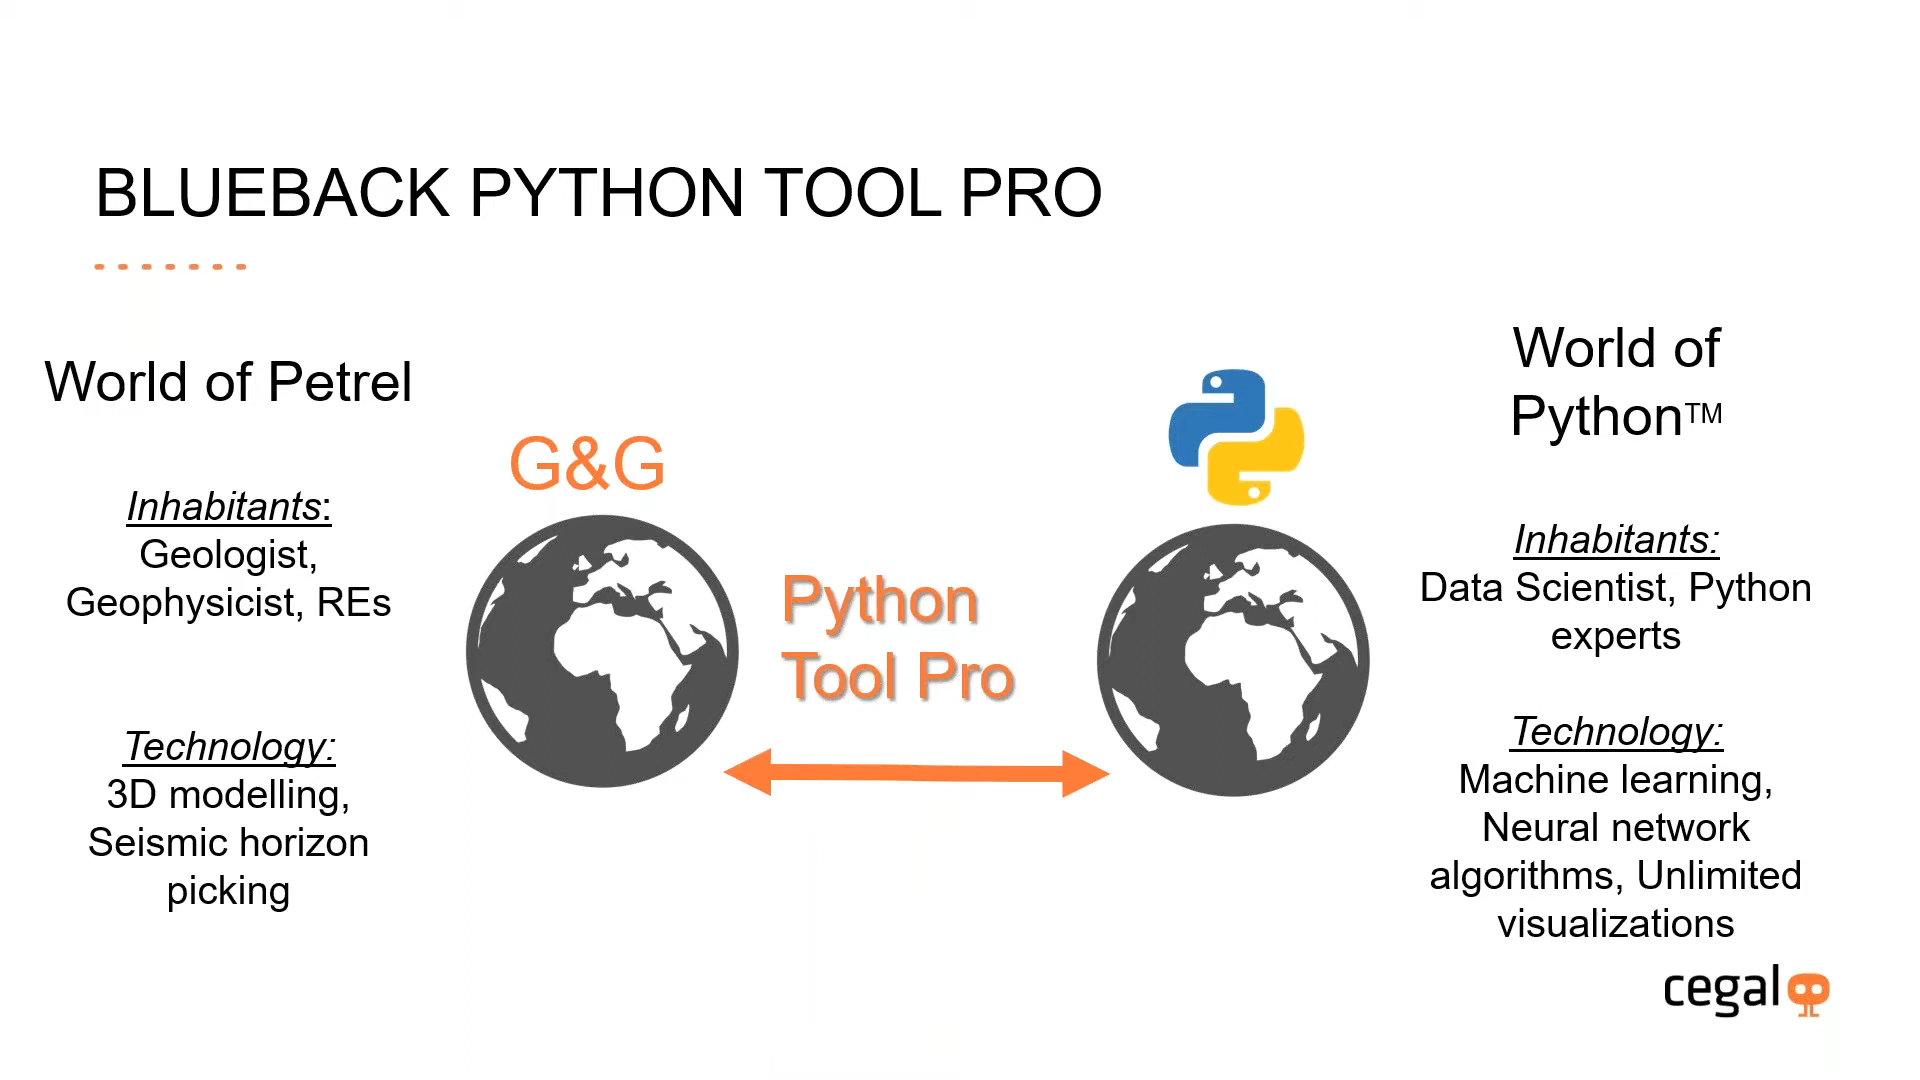 BLUEBACK PYTHON TOOL PRO
World of Petrel
Inhabitants:
Geologist,
Geophysicist, REs
Technology:
3D modelling,
Seismic horizon
picking
G&G
Python
Tool Pro
World of
Python™
Inhabitants:
Data Scientist, Python
experts
Technology:
Machine learning,
Neural network
algorithms, Unlimited
visualizations
cegal